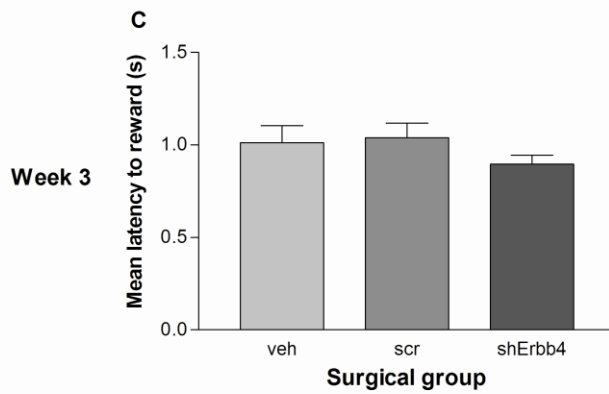 C
Week 3
Mean latency to reward (s)
1.5
1.0
0.5
0.0
veh
scr
shErbb4
Surgical group